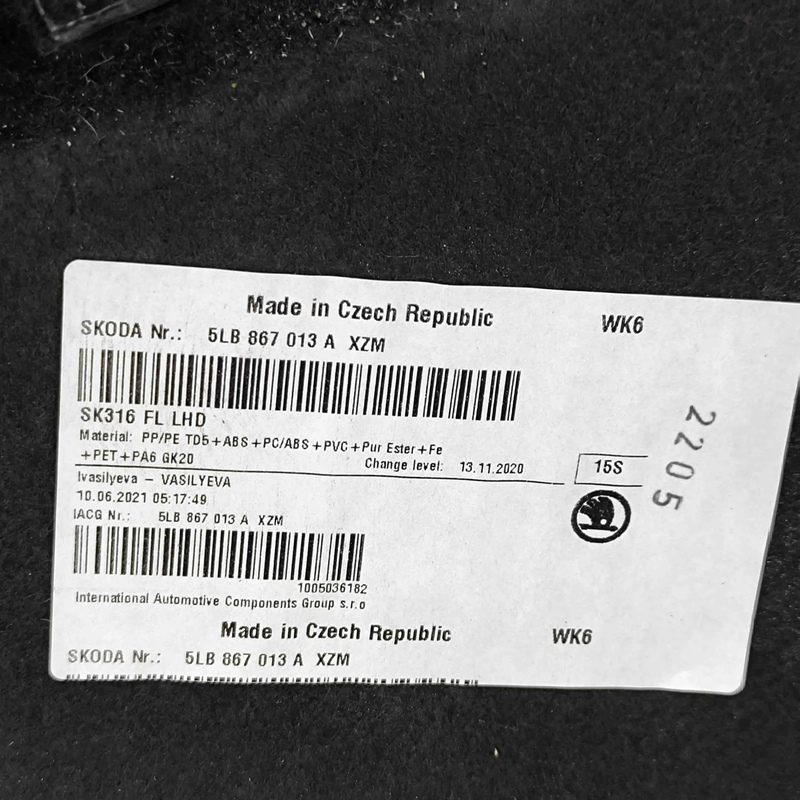 Made in Czech Republic WK6
SKODA Nr.: 5LB 867 013 A XZM
SK316 FL LHD
Material: PP/PE TD5+ABS+PC/ABS+PVC+Pur Ester+Fe
+PET+PA6 GK20 Change level: 13.11.2020 15S
2205
Ivasilyeva – VASILYEVA
10.06.2021 05:17:49
IACG Nr.: 5LB 867 013 A XZM
1005036182
International Automotive Components Group s.r.o
Made in Czech Republic WK6
SKODA Nr.: 5LB 867 013 A XZM